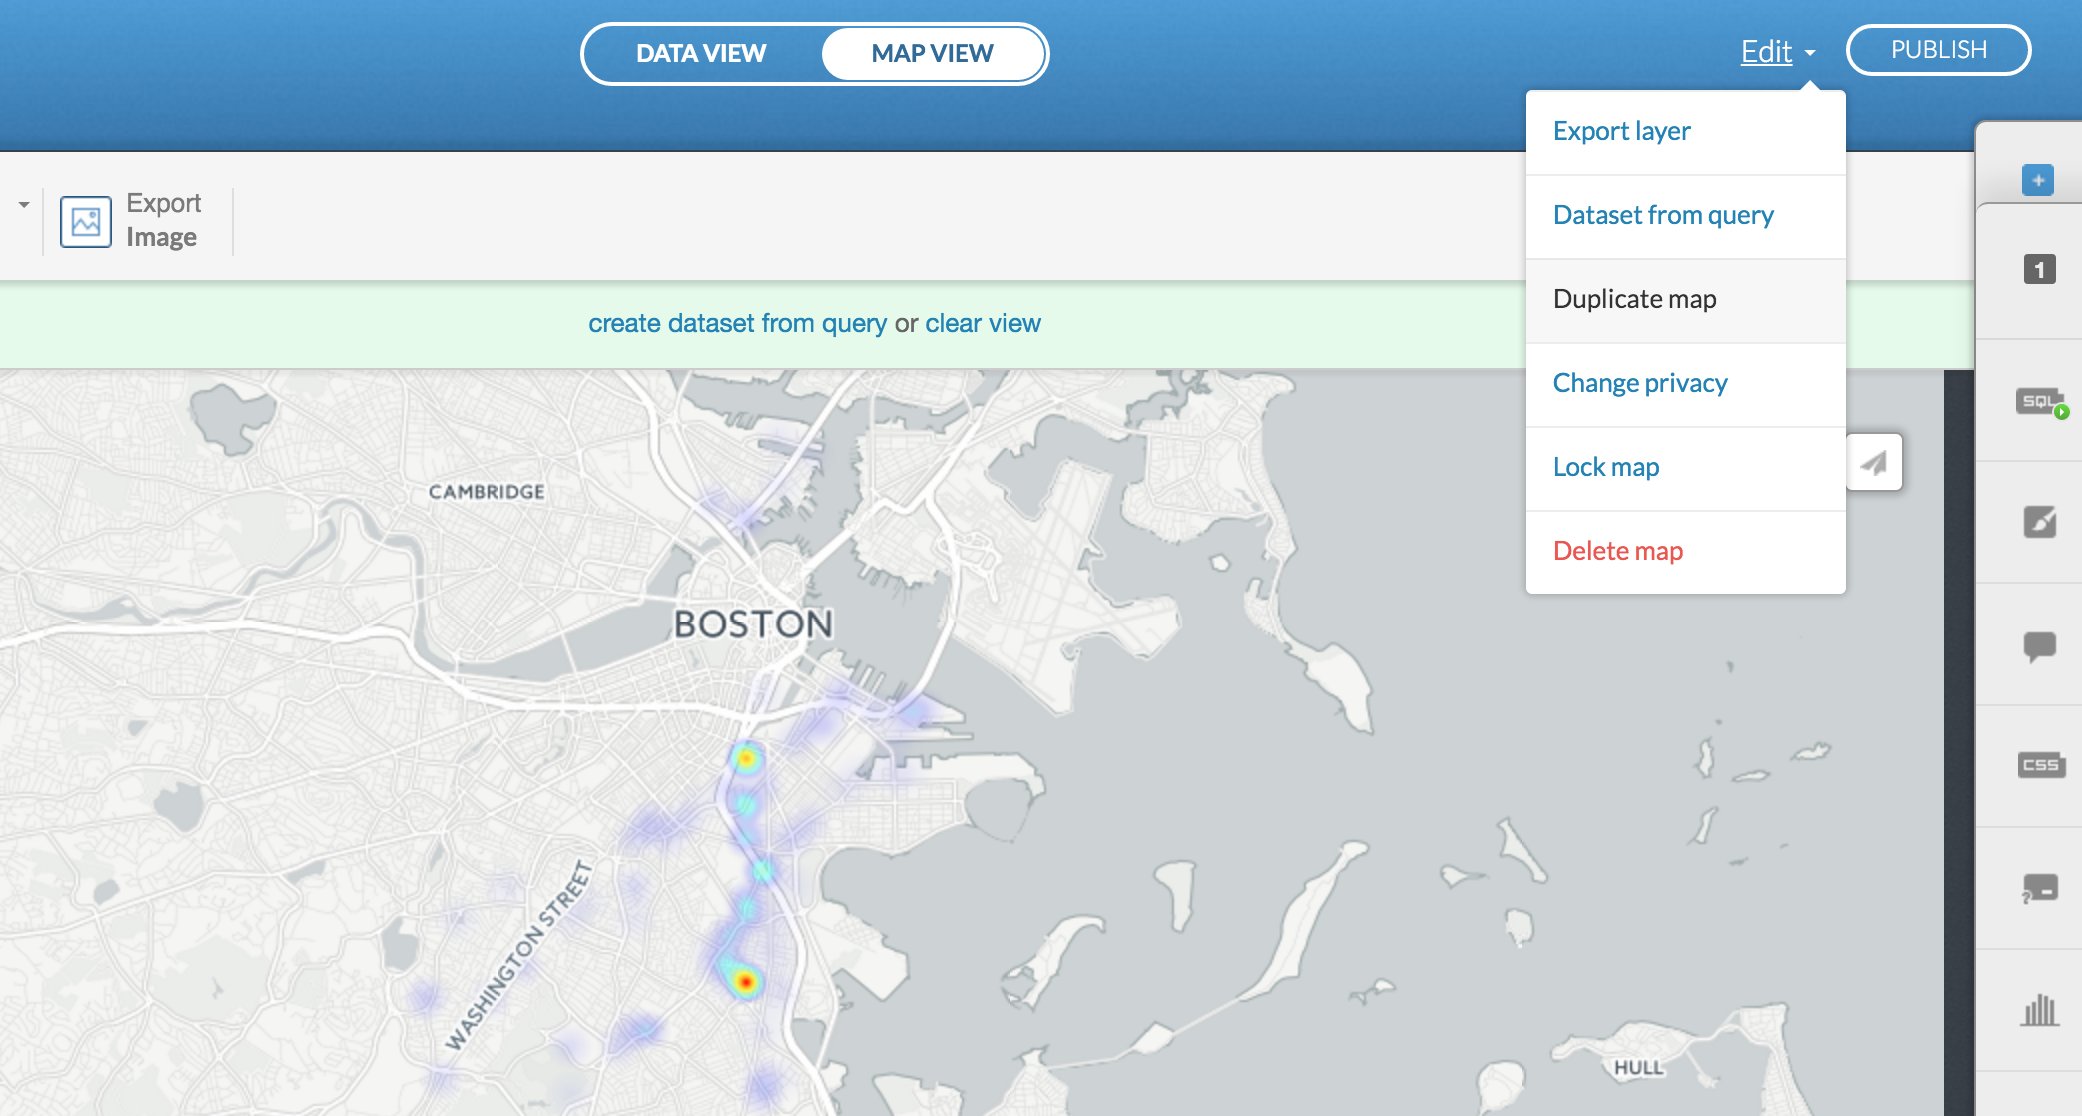 DATA VIEW
MAP VIEW
Edit
PUBLISH
Export layer
Dataset from query
Duplicate map
Change privacy
Lock map
Delete map
Export
Image
create dataset from query or clear view
+
1
SQL
CSS
?
CAMBRIDGE
BOSTON
WASHINGTON STREET
HULL